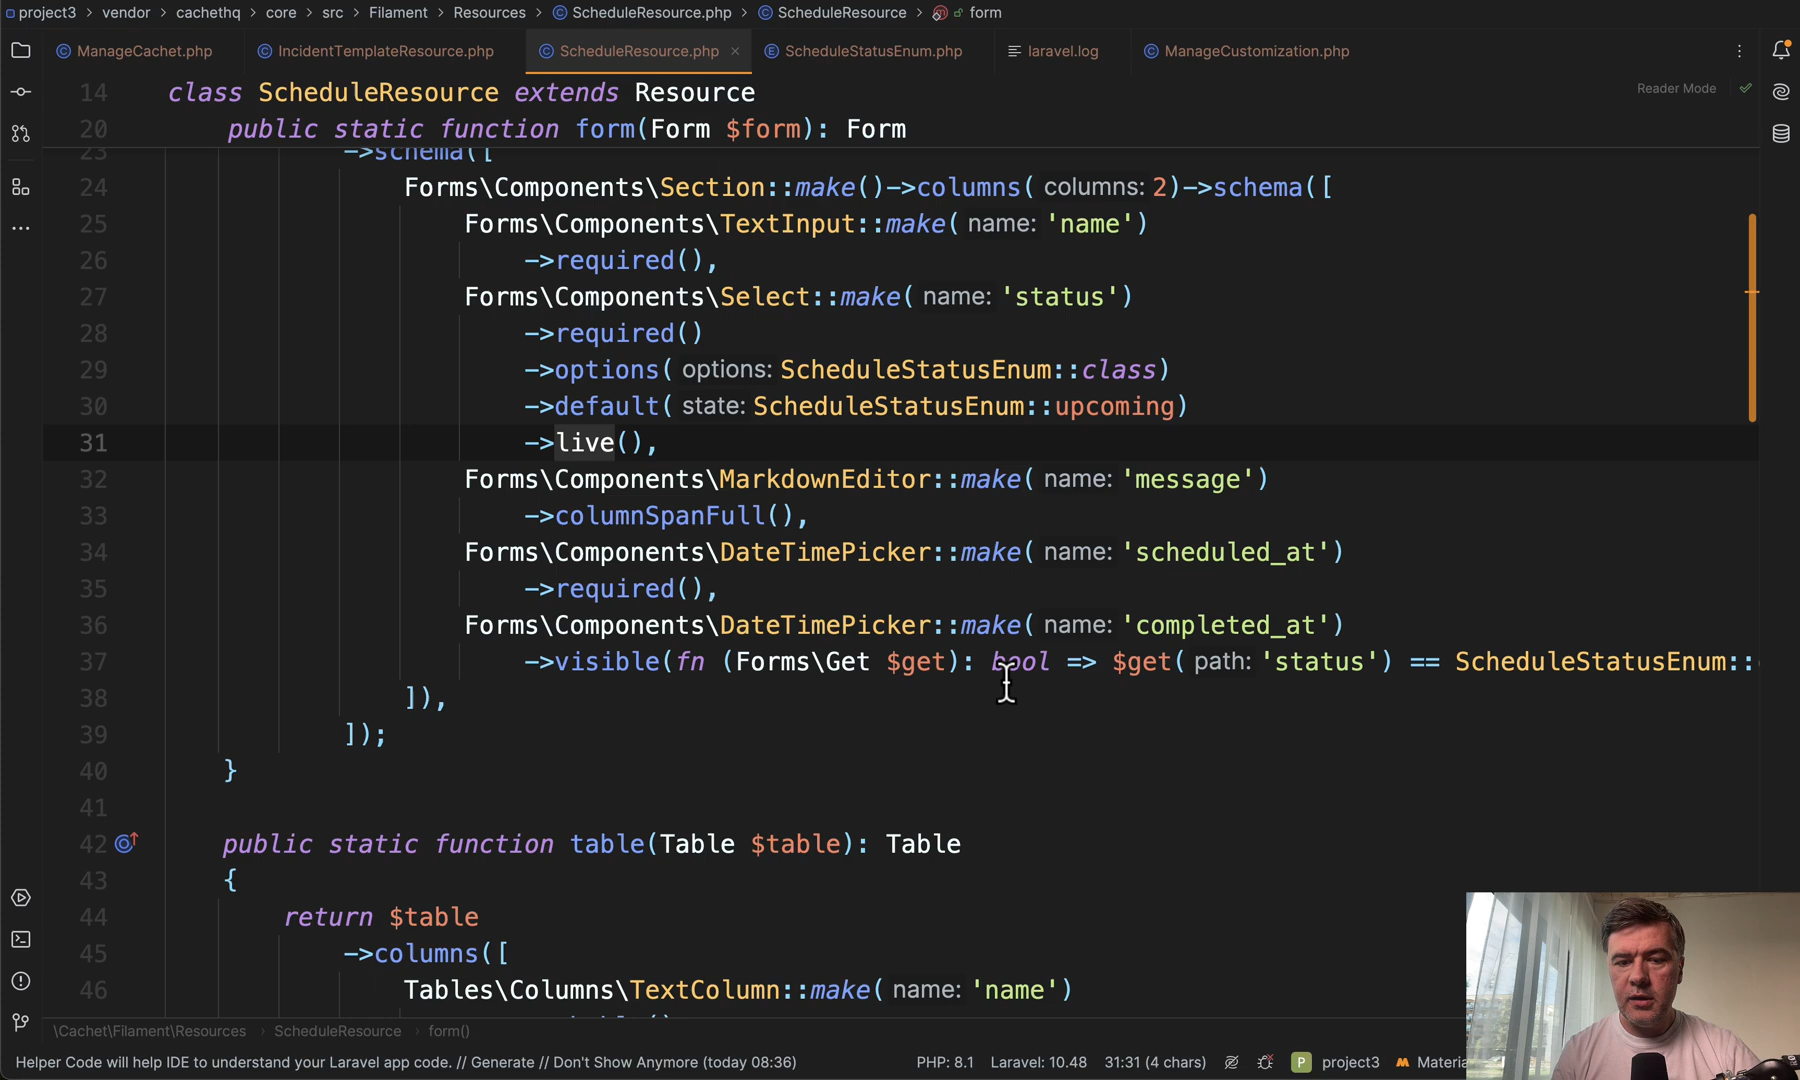 project3 > vendor > cachethq > core > src > Filament > Resources > ScheduleResource.php > ScheduleResource > form
ManageCachet.php IncidentTemplateResource.php ScheduleResource.php × ScheduleStatusEnum.php laravel.log ManageCustomization.php
Reader Mode
14 class ScheduleResource extends Resource
20 public static function form(Form $form): Form
23 ->schema([
24 Forms\Components\Section::make()->columns( columns: 2)->schema([
25 Forms\Components\TextInput::make( name: 'name')
26 ->required(),
27 Forms\Components\Select::make( name: 'status')
28 ->required()
29 ->options( options: ScheduleStatusEnum::class)
30 ->default( state: ScheduleStatusEnum::upcoming)
31 ->live(),
32 Forms\Components\MarkdownEditor::make( name: 'message')
33 ->columnSpanFull(),
34 Forms\Components\DateTimePicker::make( name: 'scheduled_at')
35 ->required(),
36 Forms\Components\DateTimePicker::make( name: 'completed_at')
37 ->visible(fn (Forms\Get $get): bool => $get( path: 'status') == ScheduleStatusEnum::
38 ]),
39 ]);
40 }
41
42 public static function table(Table $table): Table
43 {
44 return $table
45 ->columns([
46 Tables\Columns\TextColumn::make( name: 'name')
\Cachet\Filament\Resources > ScheduleResource > form()
Helper Code will help IDE to understand your Laravel app code. // Generate // Don't Show Anymore (today 08:36) PHP: 8.1 Laravel: 10.48 31:31 (4 chars) P project3